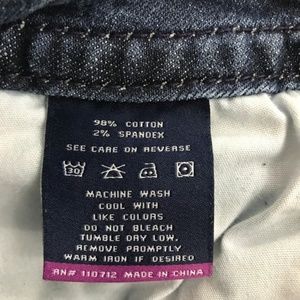 98% COTTON
2% SPANDEX
SEE CARE ON REVERSE
30
MACHINE WASH
COOL WITH
LIKE COLORS
DO NOT BLEACH
TUMBLE DRY LOW.
REMOVE PROMPTLY
WARM IRON IF DESIRED
RN# 110712 MADE IN CHINA